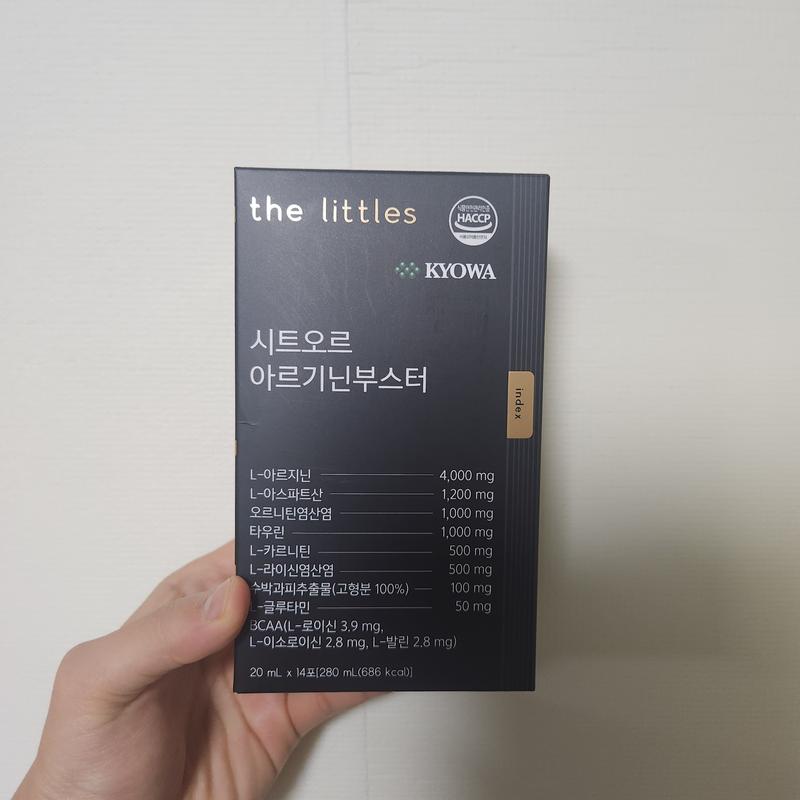 the littles
HACCP
KYOWA
시트오르
아르기닌부스터
index
L-아르지닌 4,000 mg
L-아스파트산 1,200 mg
오르니틴염산염 1,000 mg
타우린 1,000 mg
L-카르니틴 500 mg
L-라이신염산염 500 mg
수박과피추출물(고형분 100%) 100 mg
L-글루타민 50 mg
BCAA(L-로이신 3.9 mg,
L-이소로이신 2.8 mg, L-발린 2.8 mg)
20 mL x 14포[280 mL(686 kcal)]